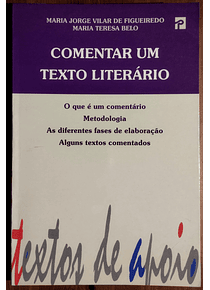 MARIA JORGE VILAR DE FIGUEIREDO
MARIA TERESA BELO
COMENTAR UM
TEXTO LITERÁRIO
O que é um comentário
Metodologia
As diferentes fases de elaboração
Alguns textos comentados
textos de apoio.